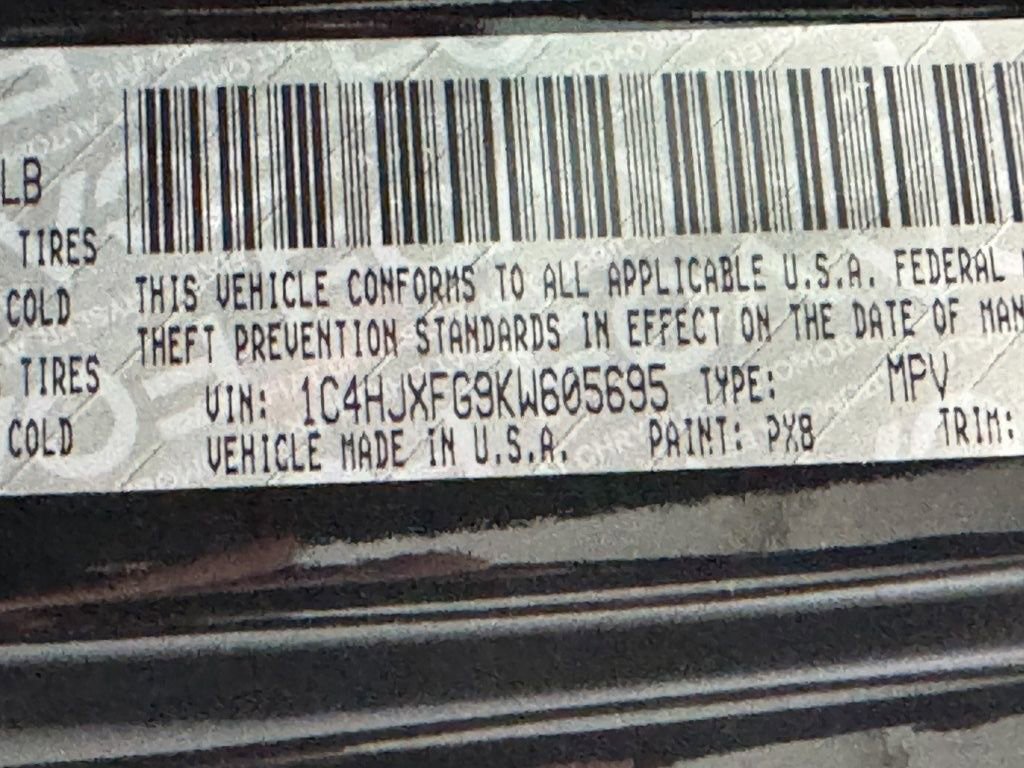 LB
TIRES
COLD
TIRES
COLD
THIS VEHICLE CONFORMS TO ALL APPLICABLE U.S.A. FEDERAL
THEFT PREVENTION STANDARDS IN EFFECT ON THE DATE OF MAN
VIN: 1C4HJXFG9KW605695 TYPE: MPV
VEHICLE MADE IN U.S.A. PAINT: PX8 TRIM: